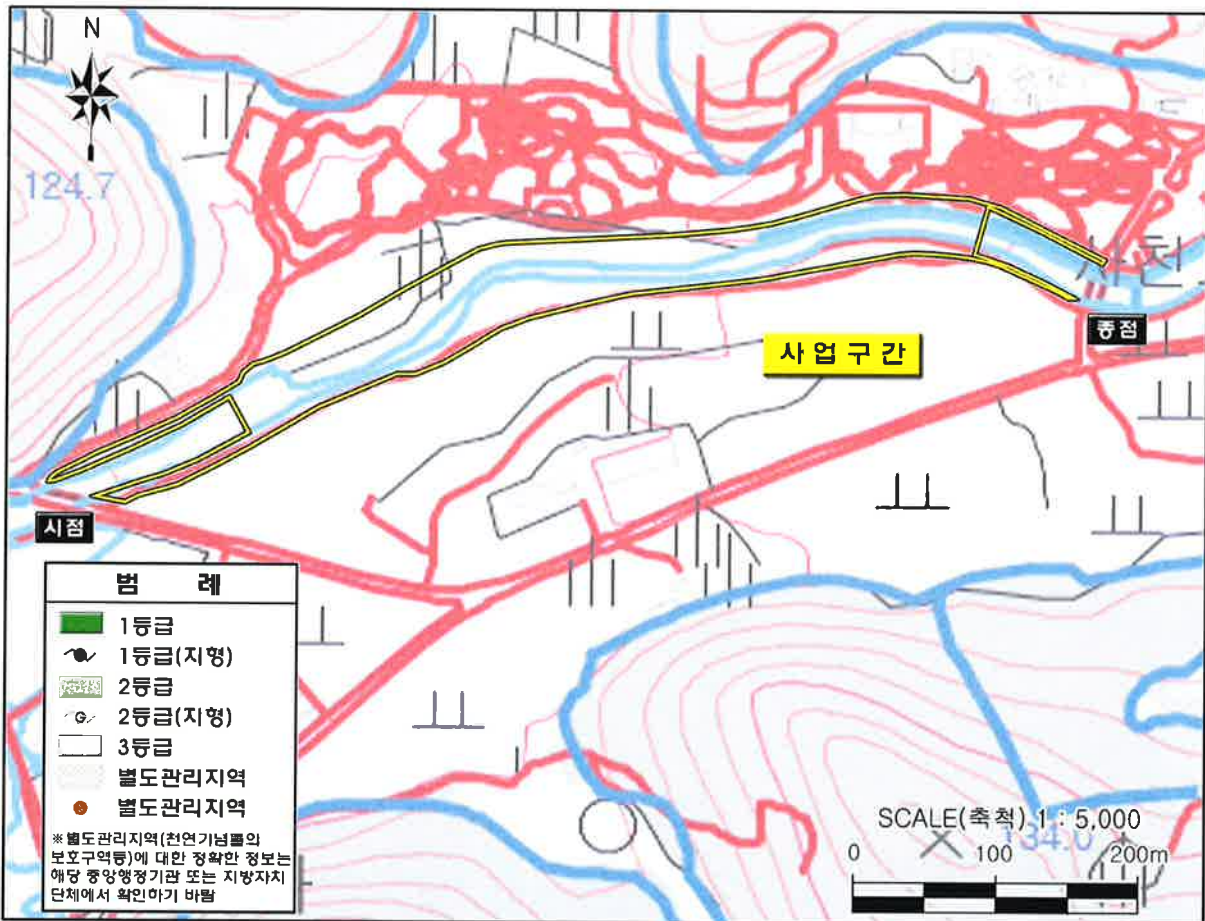 N
124.7
사천
종점
사업구간
시점
범 례
1등급
1등급(지형)
2등급
G
2등급(지형)
3등급
별도관리지역
별도관리지역
※별도관리지역(천연기념물의
보호구역등)에 대한 정확한 정보는
해당 중앙행정기관 또는 지방자치
단체에서 확인하기 바람
SCALE(축척) 1 : 5,000
134.0
0 100 200m